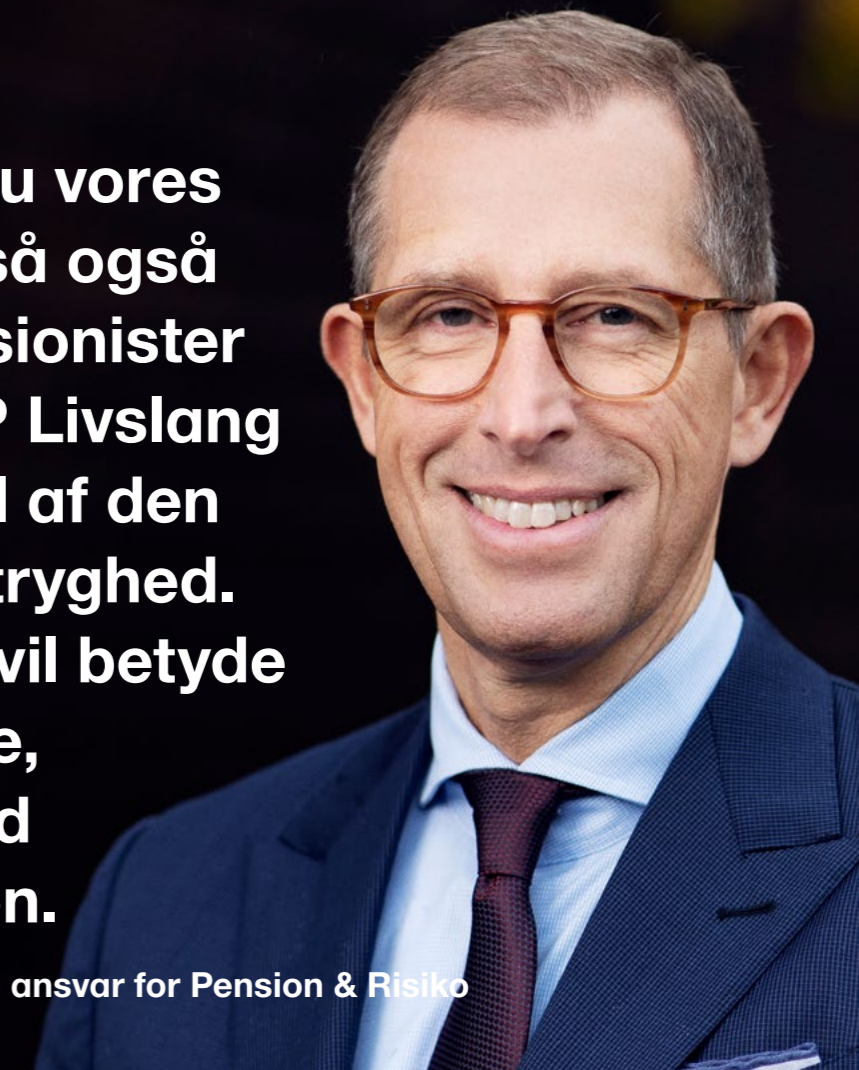 u vores
så også
sionister
P Livslang
l af den
tryghed.
vil betyde
e,
d
n.
ansvar for Pension & Risiko